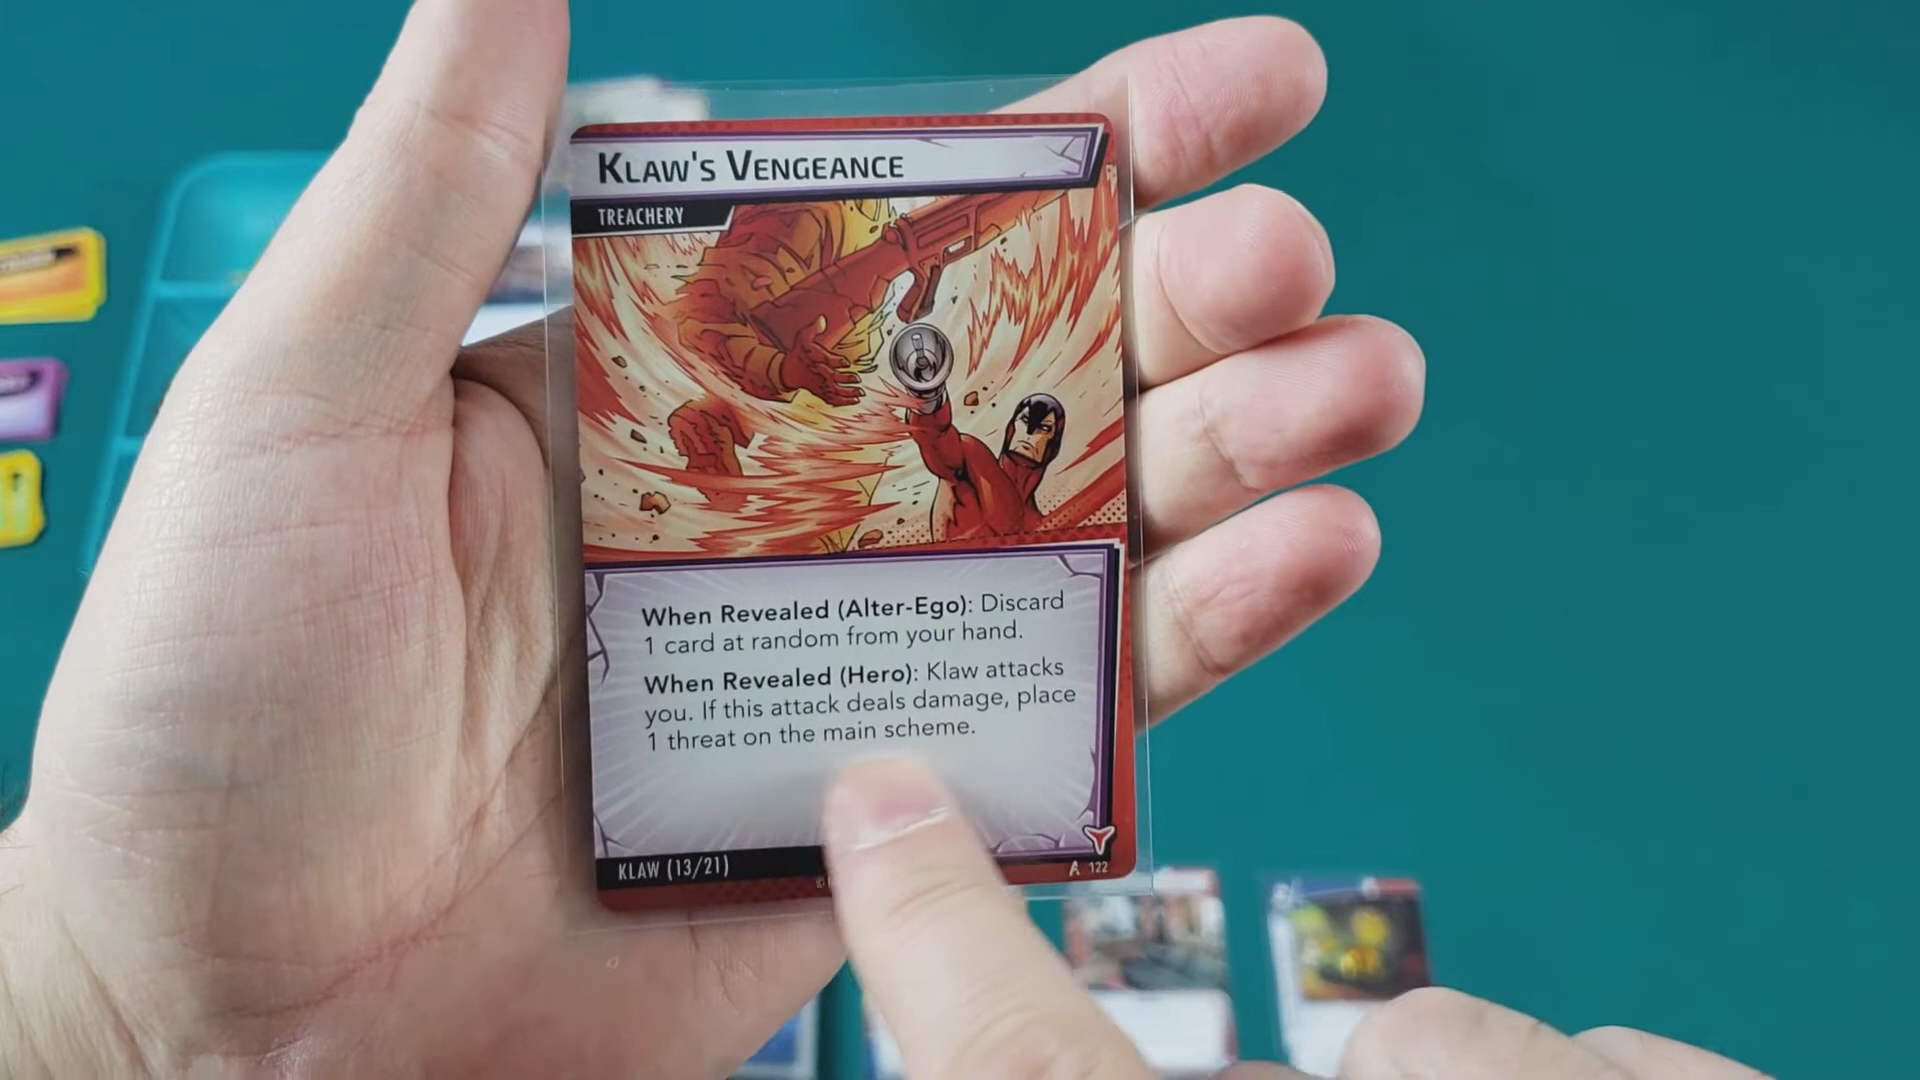 KLAW'S VENGEANCE
TREACHERY
When Revealed (Alter-Ego): Discard
1 card at random from your hand.
When Revealed (Hero): Klaw attacks
you. If this attack deals damage, place
1 threat on the main scheme.
KLAW (13/21)
122